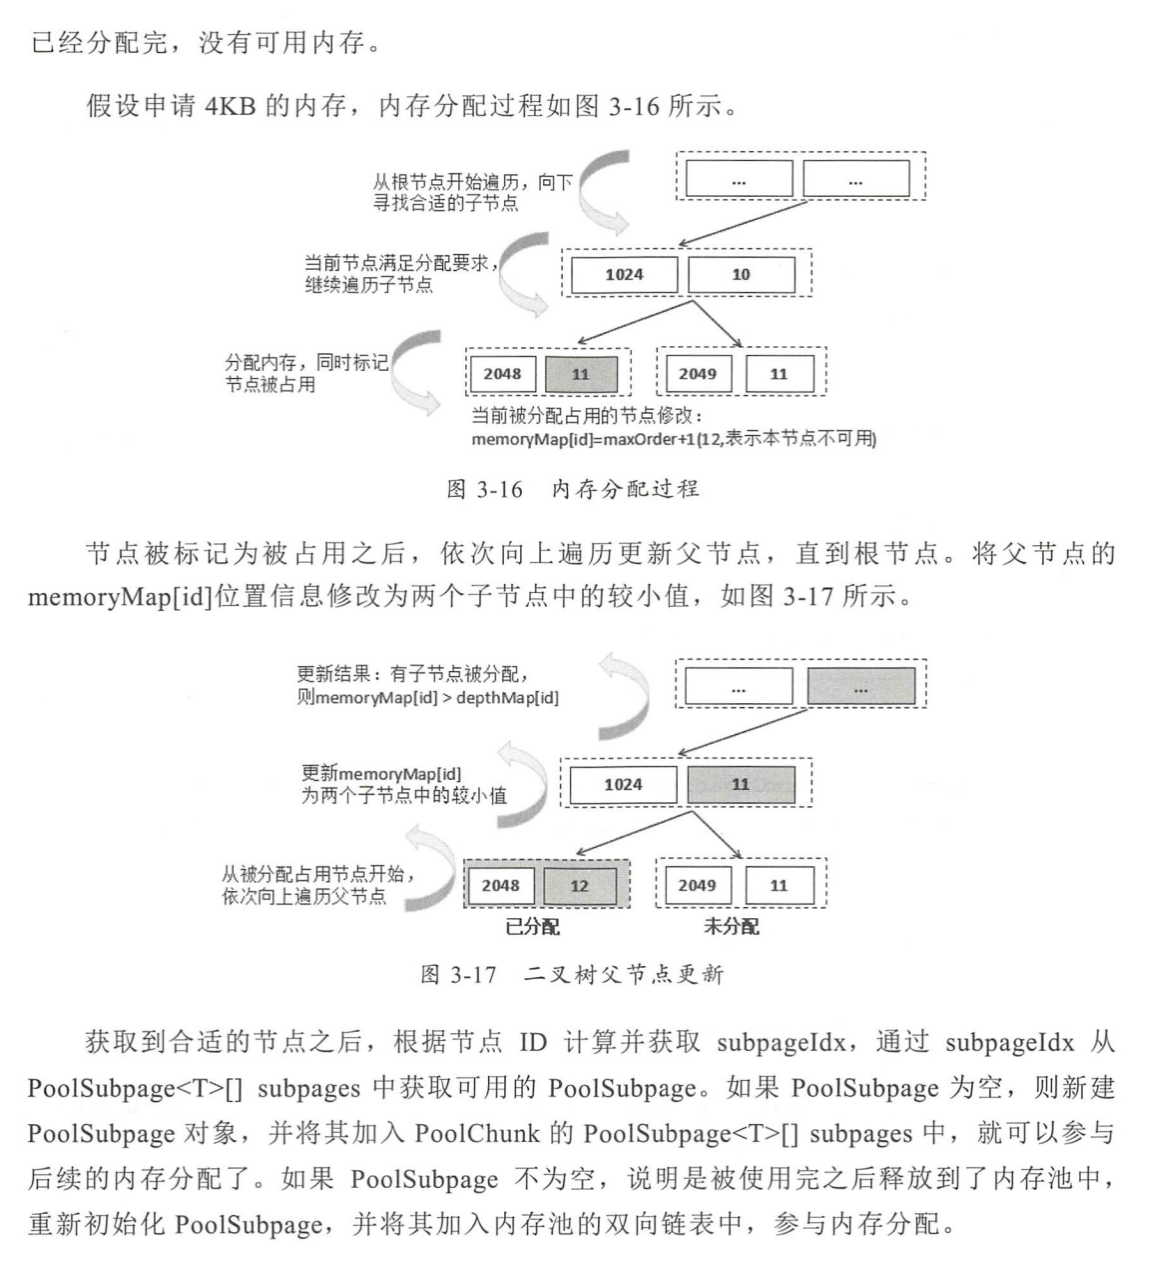 已经分配完，没有可用内存。
假设申请 4KB 的内存，内存分配过程如图 3-16 所示。
从根节点开始遍历，向下
寻找合适的子节点
... ...
当前节点满足分配要求，
继续遍历子节点
1024 10
分配内存，同时标记
节点被占用
2048 11 2049 11
当前被分配占用的节点修改：
memoryMap[id]=maxOrder+1(12,表示本节点不可用)
图 3-16 内存分配过程
节点被标记为被占用之后，依次向上遍历更新父节点，直到根节点。将父节点的
memoryMap[id]位置信息修改为两个子节点中的较小值，如图 3-17 所示。
更新结果：有子节点被分配，
则memoryMap[id] > depthMap[id]
... ...
更新memoryMap[id]
为两个子节点中的较小值
1024 11
从被分配占用节点开始，
依次向上遍历父节点
2048 12 2049 11
已分配 未分配
图 3-17 二叉树父节点更新
获取到合适的节点之后，根据节点 ID 计算并获取 subpageIdx，通过 subpageIdx 从
PoolSubpage<T>[] subpages 中获取可用的 PoolSubpage。如果 PoolSubpage 为空，则新建
PoolSubpage 对象，并将其加入 PoolChunk 的 PoolSubpage<T>[] subpages 中，就可以参与
后续的内存分配了。如果 PoolSubpage 不为空，说明是被使用完之后释放到了内存池中，
重新初始化 PoolSubpage，并将其加入内存池的双向链表中，参与内存分配。